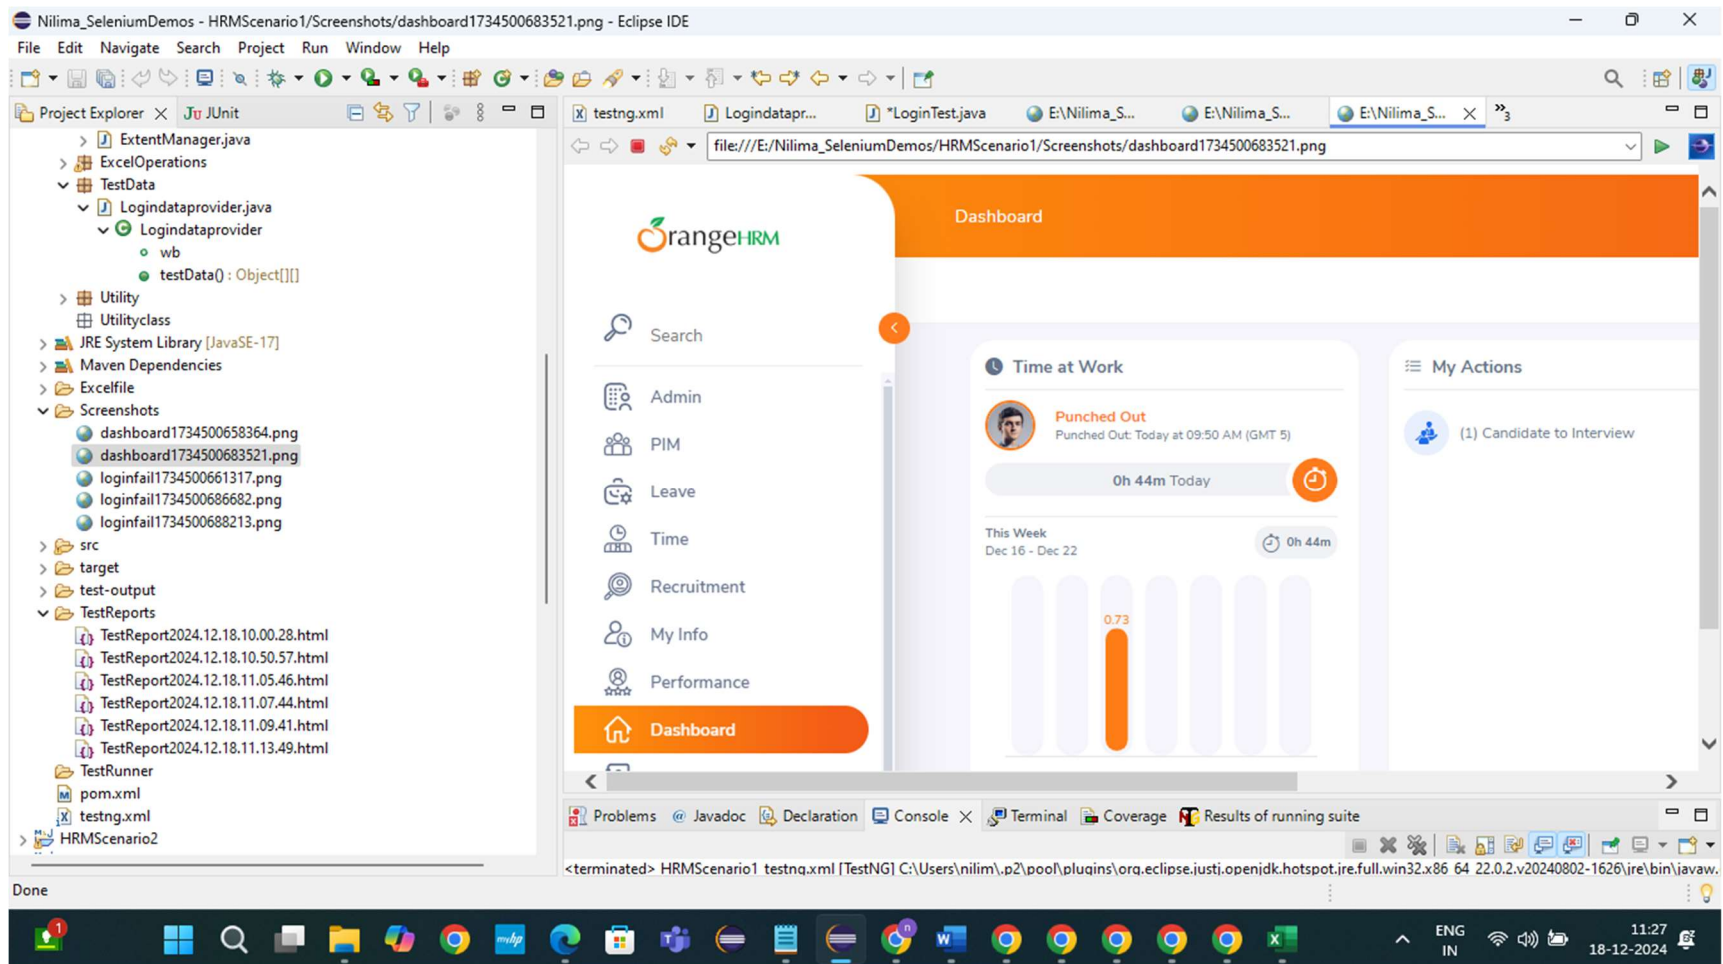 Nilima_SeleniumDemos - HRMScenario1/Screenshots/dashboard1734500683521.png - Eclipse IDE
File Edit Navigate Search Project Run Window Help
Project Explorer
JUnit
ExtentManager.java
ExcelOperations
TestData
Logindataprovider.java
Logindataprovider
wb
testData() : Object[][]
Utility
Utilityclass
JRE System Library [JavaSE-17]
Maven Dependencies
Excelfile
Screenshots
dashboard1734500658364.png
dashboard1734500683521.png
loginfail1734500661317.png
loginfail1734500686682.png
loginfail1734500688213.png
src
target
test-output
TestReports
TestReport2024.12.18.10.00.28.html
TestReport2024.12.18.10.50.57.html
TestReport2024.12.18.11.05.46.html
TestReport2024.12.18.11.07.44.html
TestReport2024.12.18.11.09.41.html
TestReport2024.12.18.11.13.49.html
TestRunner
pom.xml
testng.xml
HRMScenario2
testng.xml Logindatapr... *LoginTest.java E:\Nilima_S... E:\Nilima_S... E:\Nilima_S... 3
file:///E:/Nilima_SeleniumDemos/HRMScenario1/Screenshots/dashboard1734500683521.png
OrangeHRM
Search
Admin
PIM
Leave
Time
Recruitment
My Info
Performance
Dashboard
Dashboard
Time at Work
Punched Out
Punched Out: Today at 09:50 AM (GMT 5)
0h 44m Today
This Week
Dec 16 - Dec 22
0h 44m
0.73
My Actions
(1) Candidate to Interview
Problems @ Javadoc Declaration Console Terminal Coverage Results of running suite
<terminated> HRMScenario1_testng.xml [TestNG] C:\Users\nilim\.p2\pool\plugins\org.eclipse.justj.openjdk.hotspot.jre.full.win32.x86_64_22.0.2.v20240802-1626\jre\bin\javaw.
Done
1
myhp
n
ENG
IN
11:27
18-12-2024